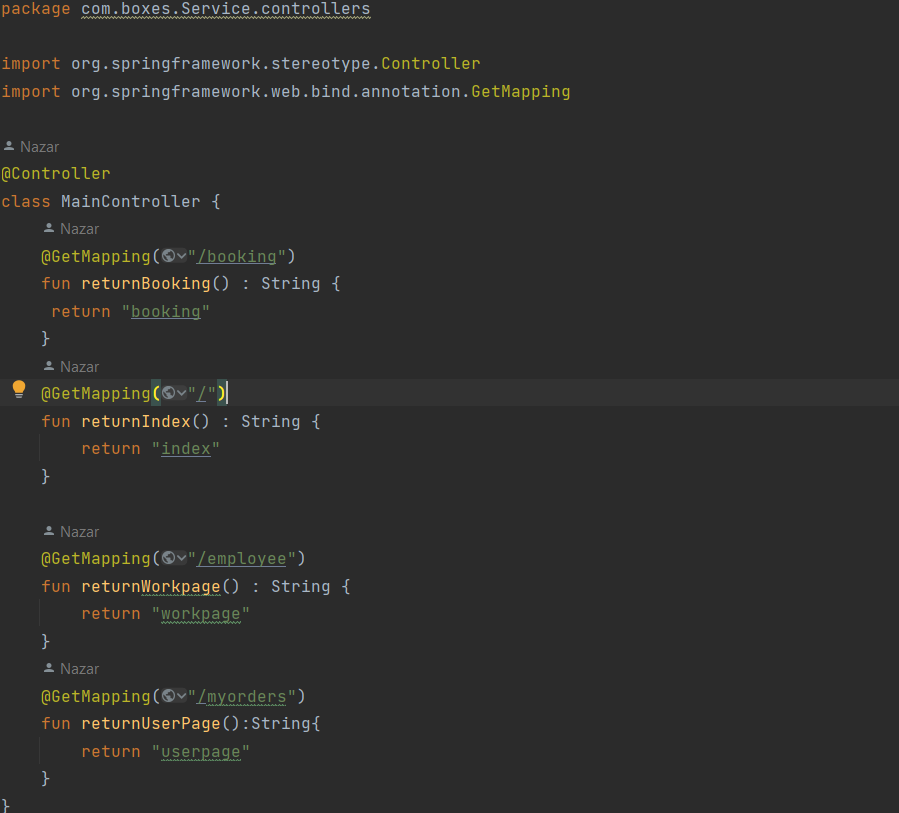 package com.boxes.Service.controllers
import org.springframework.stereotype.Controller
import org.springframework.web.bind.annotation.GetMapping
Nazar
@Controller
class MainController {
Nazar
@GetMapping("/booking")
fun returnBooking() : String {
return "booking"
}
Nazar
@GetMapping("/")
fun returnIndex() : String {
return "index"
}
Nazar
@GetMapping("/employee")
fun returnWorkpage() : String {
return "workpage"
}
Nazar
@GetMapping("/myorders")
fun returnUserPage():String{
return "userpage"
}
}